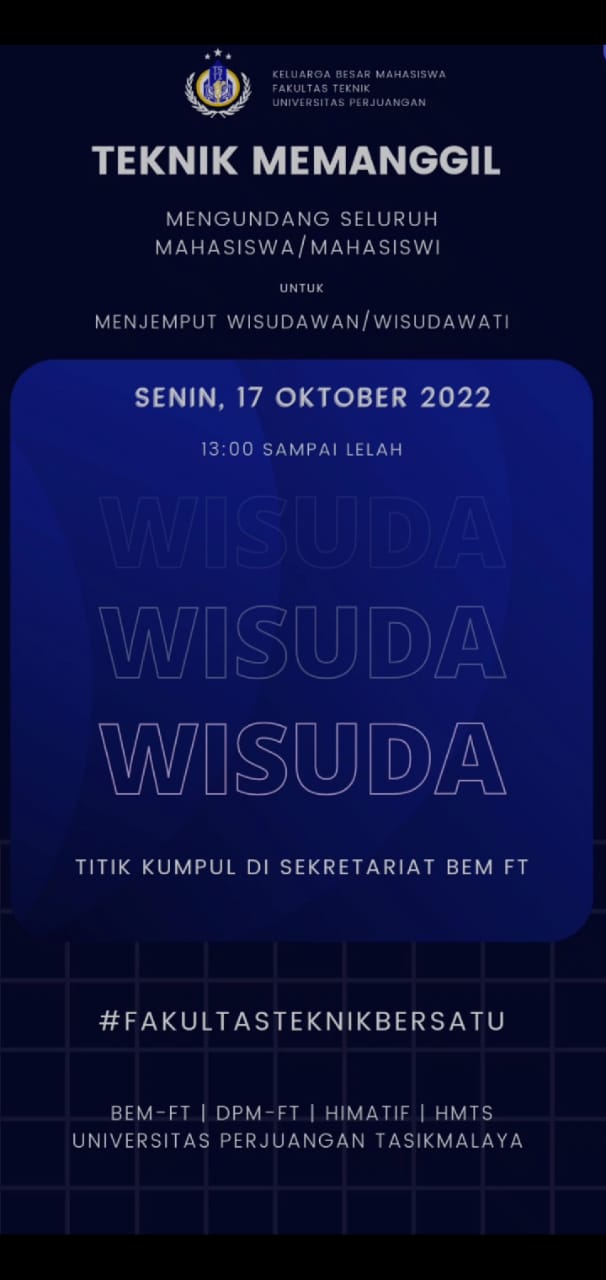 KELUARGA BESAR MAHASISWA
FAKULTAS TEKNIK
UNIVERSITAS PERJUANGAN
TEKNIK MEMANGGIL
MENGUNDANG SELURUH
MAHASISWA/MAHASISWI
UNTUK
MENJEMPUT WISUDAWAN/WISUDAWATI
SENIN, 17 OKTOBER 2022
13:00 SAMPAI LELAH
WISUDA
WISUDA
WISUDA
TITIK KUMPUL DI SEKRETARIAT BEM FT
#FAKULTASTEKNIKBERSATU
BEM-FT | DPM-FT | HIMATIF | HMTS
UNIVERSITAS PERJUANGAN TASIKMALAYA